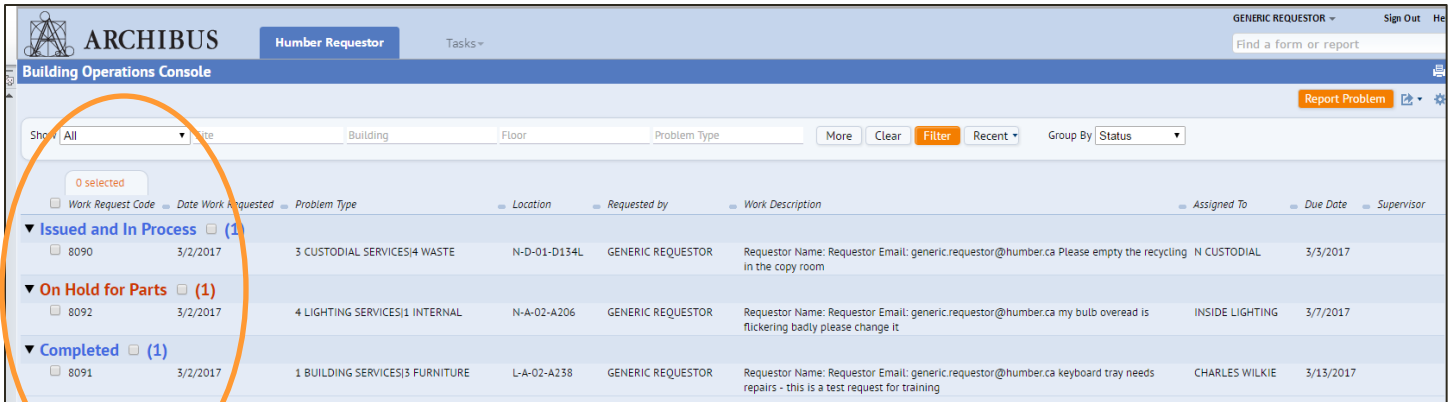 GENERIC REQUESTOR Sign Out He
ARCHIBUS Humber Requestor Tasks Find a form or report
Building Operations Console
Report Problem
Show All Site Building Floor Problem Type More Clear Filter Recent Group By Status
0 selected
Work Request Code Date Work Requested Problem Type Location Requested by Work Description Assigned To Due Date Supervisor
Issued and In Process (1)
8090 3/2/2017 3 CUSTODIAL SERVICES|4 WASTE N-D-01-D134L GENERIC REQUESTOR Requestor Name: Requestor Email: generic.requestor@humber.ca Please empty the recycling N CUSTODIAL 3/3/2017
in the copy room
On Hold for Parts (1)
8092 3/2/2017 4 LIGHTING SERVICES|1 INTERNAL N-A-02-A206 GENERIC REQUESTOR Requestor Name: Requestor Email: generic.requestor@humber.ca my bulb overead is INSIDE LIGHTING 3/7/2017
flickering badly please change it
Completed (1)
8091 3/2/2017 1 BUILDING SERVICES|3 FURNITURE L-A-02-A238 GENERIC REQUESTOR Requestor Name: Requestor Email: generic.requestor@humber.ca keyboard tray needs CHARLES WILKIE 3/13/2017
repairs - this is a test request for training